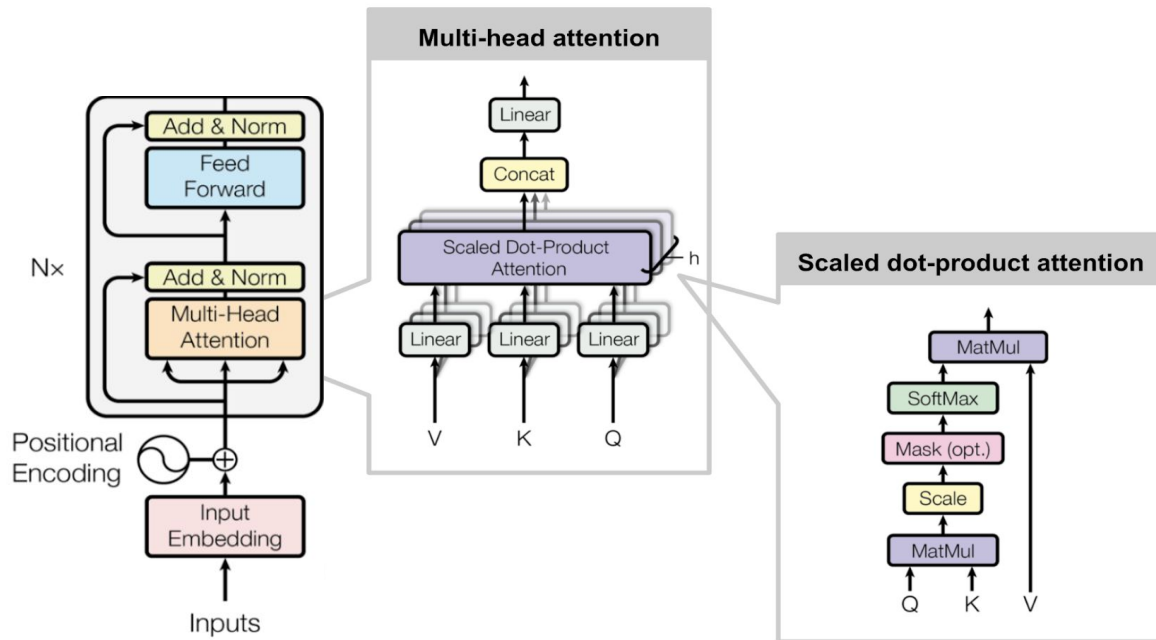 Multi-head attention
Linear
Concat
Scaled Dot-Product
Attention
h
Linear
Linear
Linear
V
K
Q
Add & Norm
Feed
Forward
Nx
Add & Norm
Multi-Head
Attention
Positional
Encoding
Input
Embedding
Inputs
Scaled dot-product attention
MatMul
SoftMax
Mask (opt.)
Scale
MatMul
Q
K
V